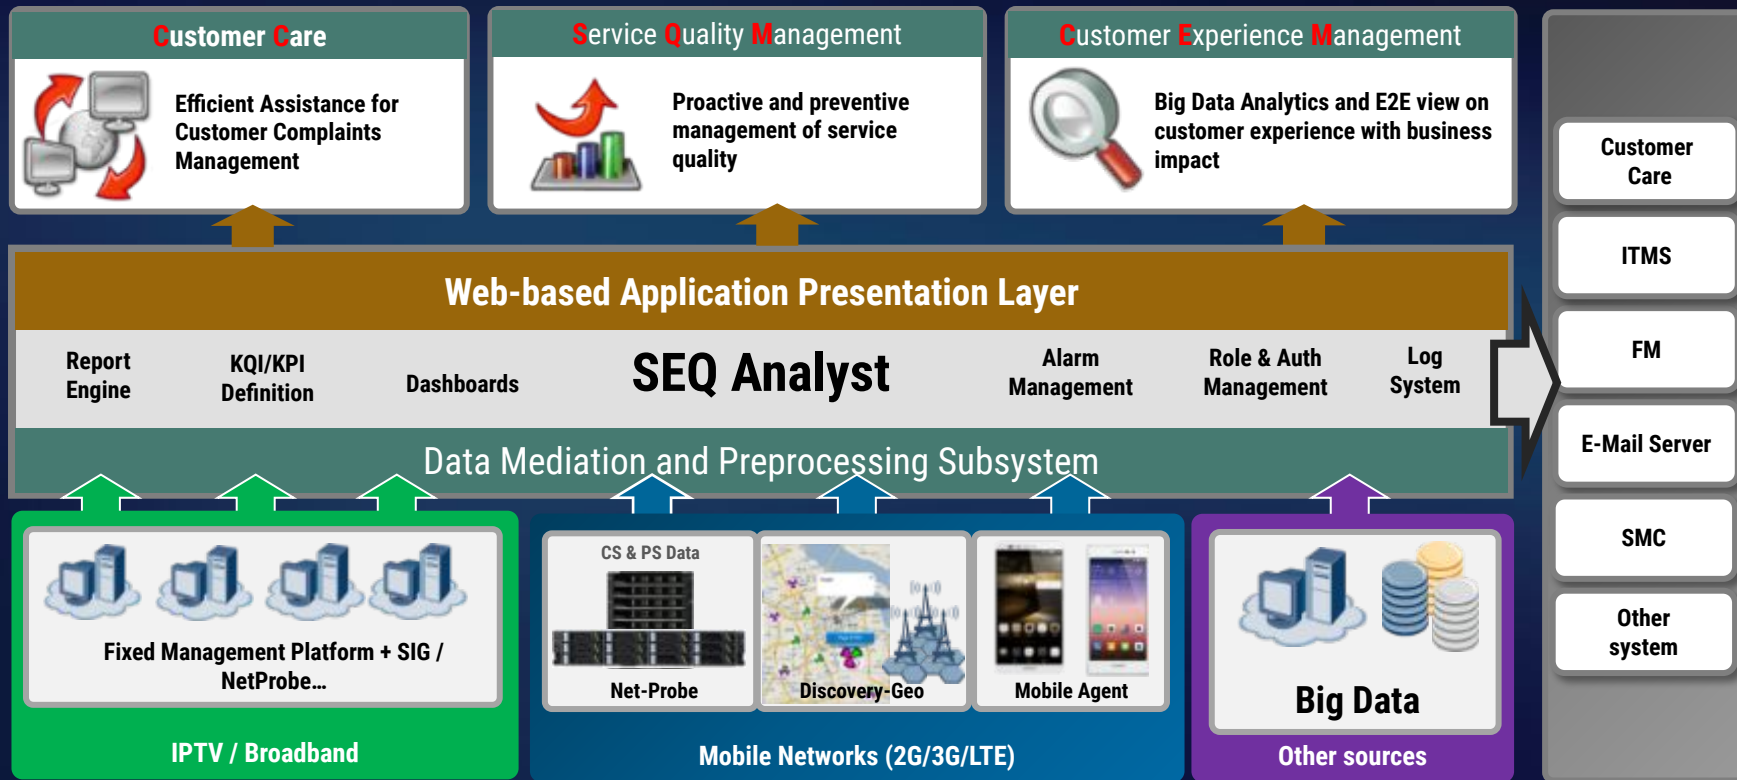 Customer Care
Efficient Assistance for
Customer Complaints
Management
Service Quality Management
Proactive and preventive
management of service
quality
Customer Experience Management
Big Data Analytics and E2E view on
customer experience with business
impact
Web-based Application Presentation Layer
Report
Engine
KQI/KPI
Definition
Dashboards
SEQ Analyst
Alarm
Management
Role & Auth
Management
Log
System
Data Mediation and Preprocessing Subsystem
Fixed Management Platform + SIG /
NetProbe...
IPTV / Broadband
CS & PS Data
Net-Probe
Discovery-Geo
Mobile Agent
Mobile Networks (2G/3G/LTE)
Big Data
Other sources
Customer
Care
ITMS
FM
E-Mail Server
SMC
Other
system